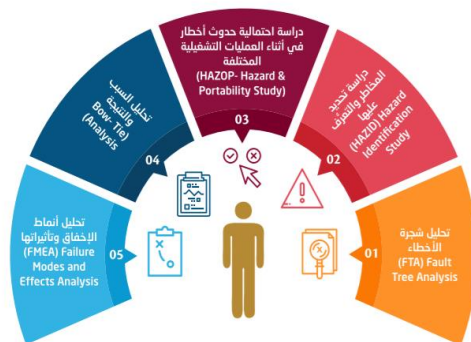 تحليل شجرة
الأخطاء
(FTA) Fault
Tree Analysis
01
دراسة تحديد
المخاطر والتعرّف
عليها
(HAZID) Hazard
Identification
Study
02
دراسة احتمالية حدوث أخطار
في أثناء العمليات التشغيلية
المختلفة
(HAZOP- Hazard &
Portability Study)
03
تحليل السبب
والنتيجة
(Bow- Tie
Analysis)
04
تحليل أنماط
الإخفاق وتأثيراتها
(FMEA) Failure
Modes and
Effects Analysis
05